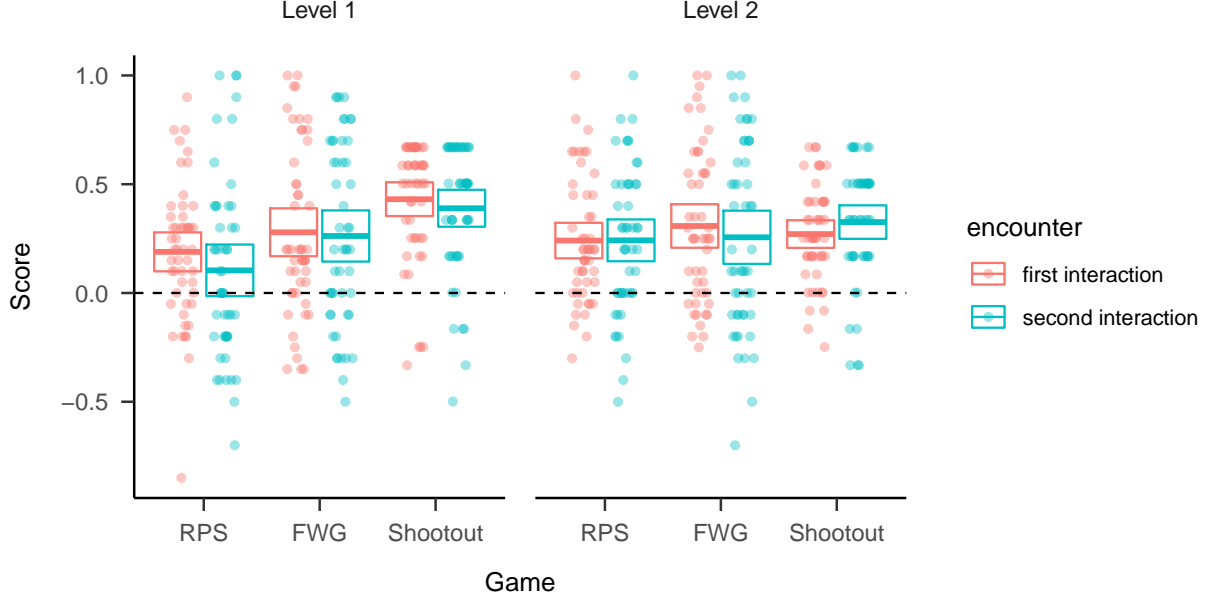 Level 1
Level 2
1.0
0.5
0.0
−0.5
Score
RPS
FWG
Shootout
RPS
FWG
Shootout
Game
encounter
first interaction
second interaction